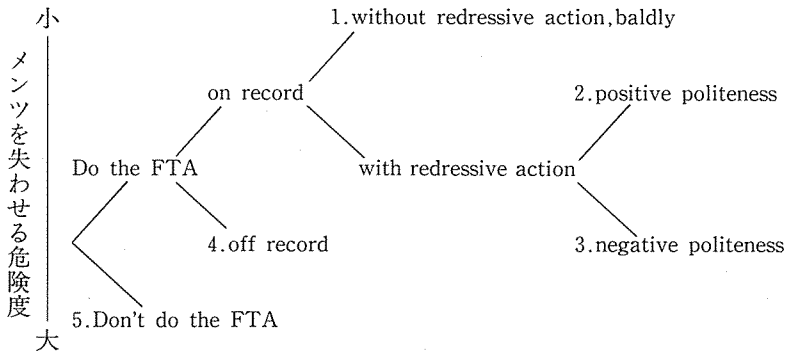 小
1.without redressive action,baldly
on record
2.positive politeness
メンツを失わせる危険度
Do the FTA
with redressive action
4.off record
3.negative politeness
5.Don't do the FTA
大